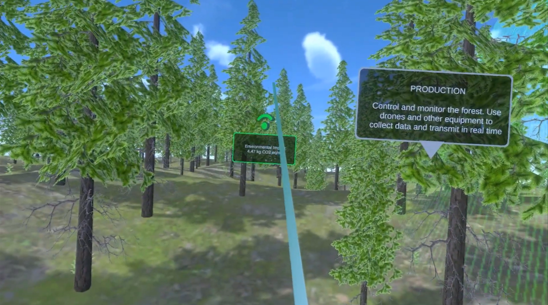 PRODUCTION
Control and monitor the forest. Use
drones and other equipment to
collect data and transmit in real time
Environmental